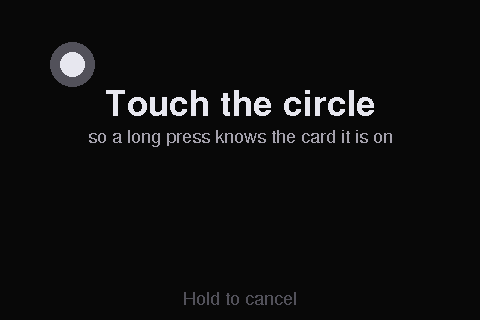 Touch the circle
so a long press knows the card it is on
Hold to cancel